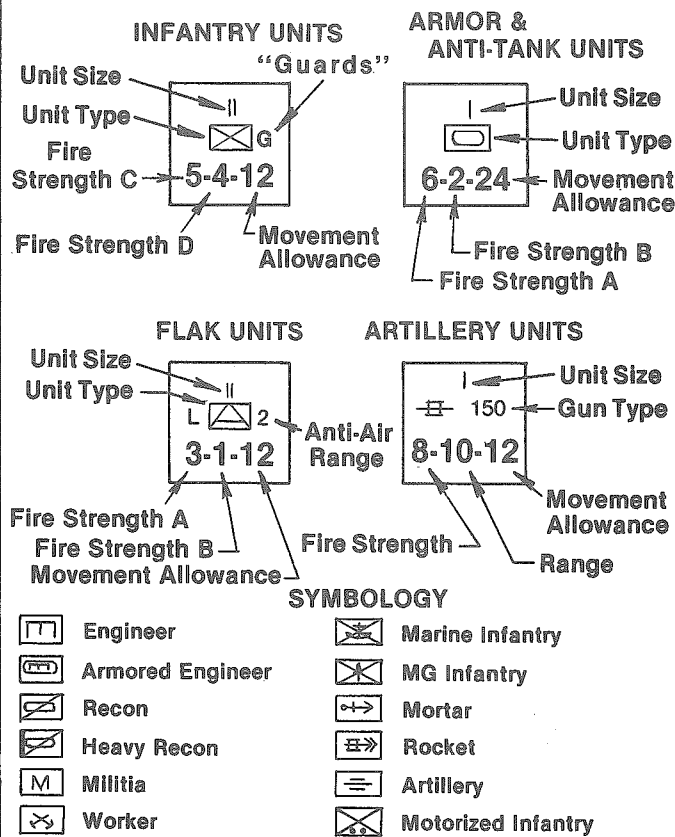 INFANTRY UNITS
"Guards"
Unit Size
Unit Type
G
Fire
Strength C
5-4-12
Fire Strength D
Movement
Allowance
ARMOR &
ANTI-TANK UNITS
Unit Size
Unit Type
6-2-24
Movement
Allowance
Fire Strength B
Fire Strength A
FLAK UNITS
Unit Size
Unit Type
L
2
Anti-Air
Range
3-1-12
Fire Strength A
Fire Strength B
Movement Allowance
ARTILLERY UNITS
Unit Size
150
Gun Type
8-10-12
Movement
Allowance
Fire Strength
Range
SYMBOLOGY
Engineer
Armored Engineer
Recon
Heavy Recon
M Militia
Worker
Marine Infantry
MG Infantry
Mortar
Rocket
Artillery
Motorized Infantry